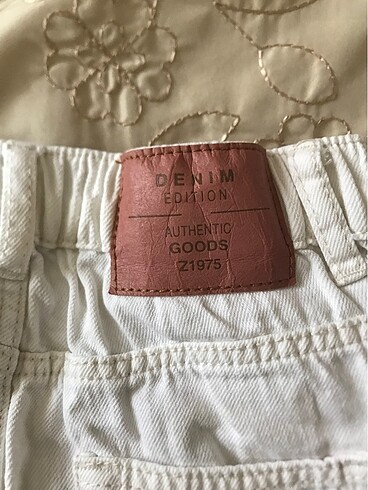 DENIM
EDITION
AUTHENTIC
GOODS
Z1975